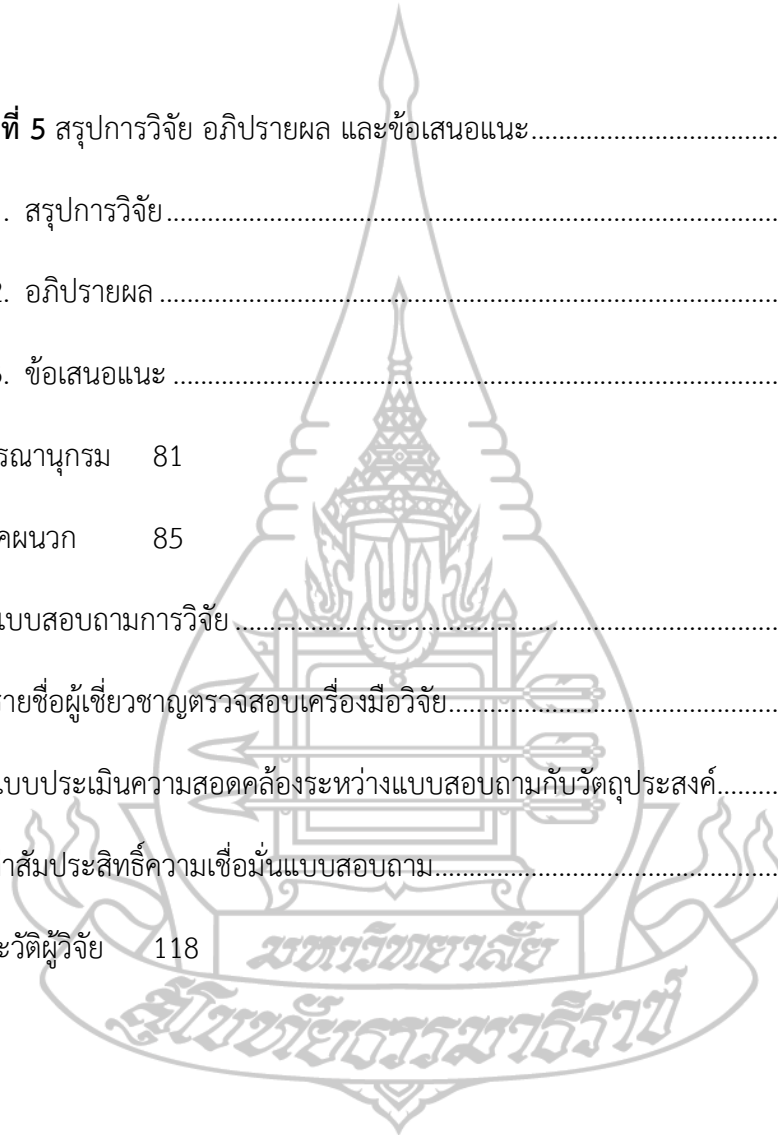 ที่ 5 สรุปการวิจัย อภิปรายผล และข้อเสนอแนะ
. สรุปการวิจัย
2. อภิปรายผล
. ข้อเสนอแนะ
รณานุกรม 81
คผนวก 85
แบบสอบถามการวิจัย
รายชื่อผู้เชี่ยวชาญตรวจสอบเครื่องมือวิจัย
แบบประเมินความสอดคล้องระหว่างแบบสอบถามกับวัตถุประสงค์
าสัมประสิทธิ์ความเชื่อมั่นแบบสอบถาม
ะวัติผู้วิจัย 118
มหาวิทยาลัย
สุโขทัยธรรมาธิราช